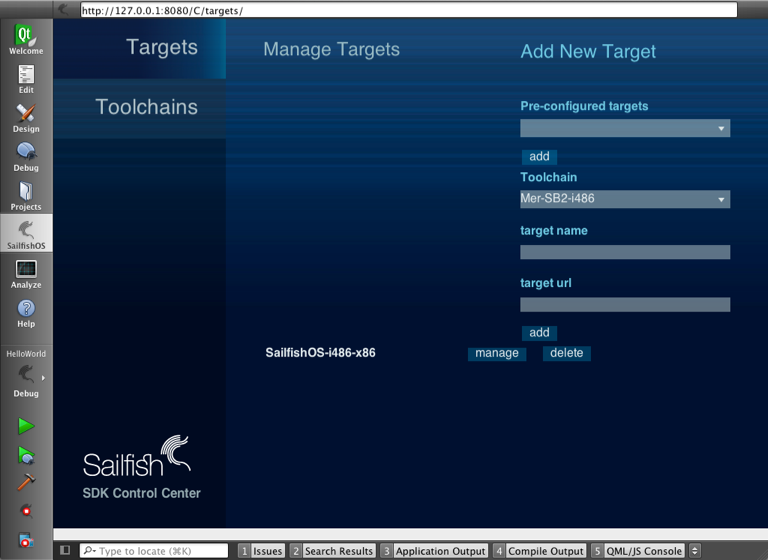 http://127.0.0.1:8080/C/targets/
Qt
Welcome
Edit
Design
Debug
Projects
SailfishOS
Analyze
Help
HelloWorld
Debug
Targets
Toolchains
Sailfish
SDK Control Center
Manage Targets
SailfishOS-i486-x86
manage delete
Add New Target
Pre-configured targets
add
Toolchain
Mer-SB2-i486
target name
target url
add
Type to locate (⌘K)
1 Issues
2 Search Results
3 Application Output
4 Compile Output
5 QML/JS Console